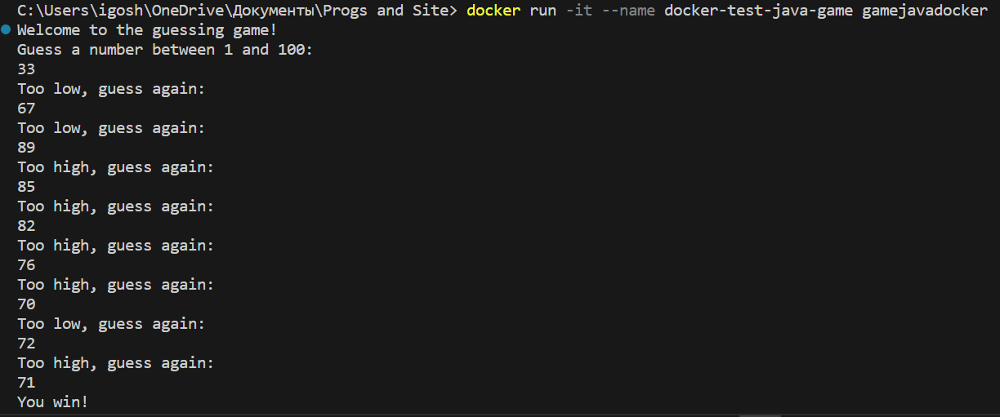 C:\Users\igosh\OneDrive\Документы\Progs and Site> docker run -it --name docker-test-java-game gamejavadocker
Welcome to the guessing game!
Guess a number between 1 and 100:
33
Too low, guess again:
67
Too low, guess again:
89
Too high, guess again:
85
Too high, guess again:
82
Too high, guess again:
76
Too high, guess again:
70
Too low, guess again:
72
Too high, guess again:
71
You win!